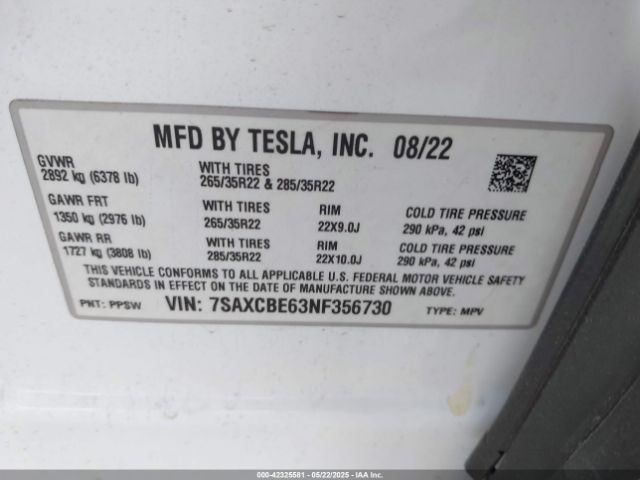 MFD BY TESLA, INC. 08/22
GVWR
2892 kg (6378 lb)
WITH TIRES
265/35R22 & 285/35R22
GAWR FRT
1350 kg (2976 lb)
WITH TIRES
265/35R22
RIM
22X9.0J
COLD TIRE PRESSURE
290 kPa, 42 psi
GAWR RR
1727 kg (3808 lb)
WITH TIRES
285/35R22
RIM
22X10.0J
COLD TIRE PRESSURE
290 kPa, 42 psi
THIS VEHICLE CONFORMS TO ALL APPLICABLE U.S. FEDERAL MOTOR VEHICLE SAFETY
STANDARDS IN EFFECT ON THE DATE OF MANUFACTURE SHOWN ABOVE.
PNT: PPSW VIN: 7SAXCBE63NF356730 TYPE: MPV
000-42325581 - 05/22/2025 - IAA Inc.